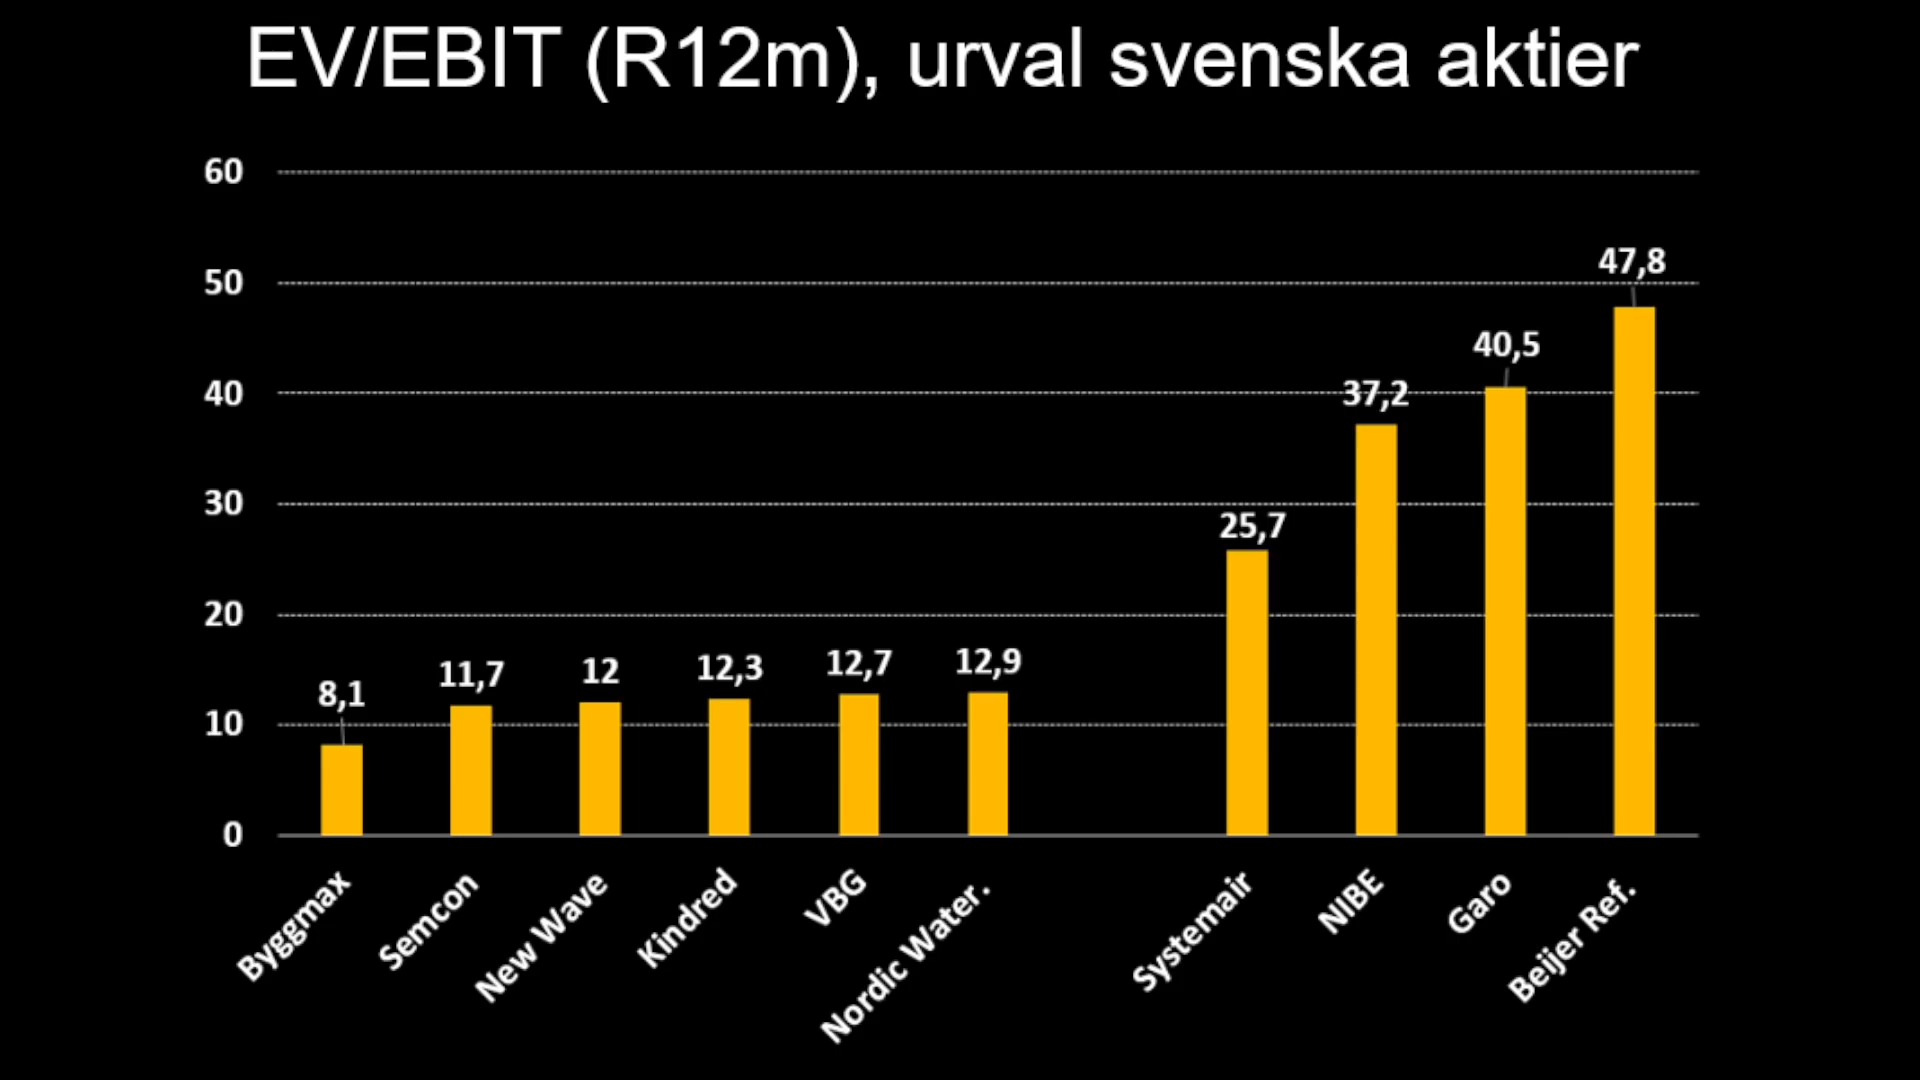 EV/EBIT (R12m), urval svenska aktier
60
50
40
30
20
10
0
8,1
11,7
12
12,3
12,7
12,9
25,7
37,2
40,5
47,8
Byggmax
Semcon
New Wave
Kindred
VBG
Nordic Water.
Systemair
NIBE
Garo
Beijer Ref.